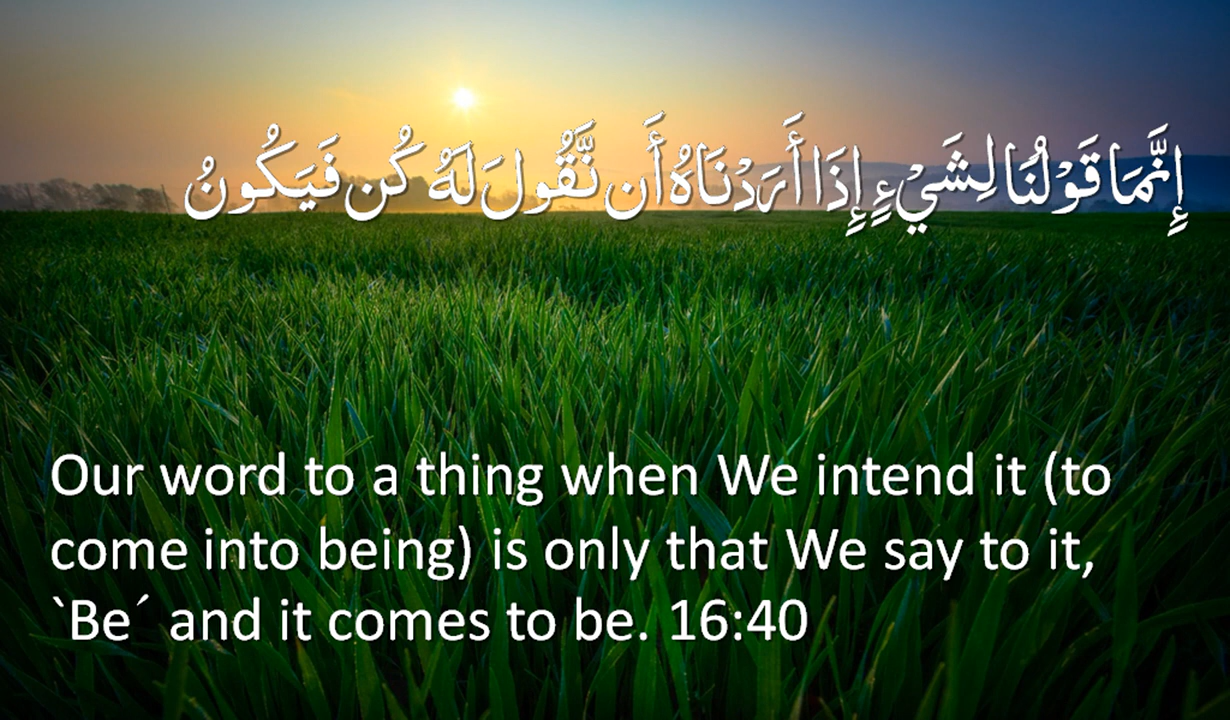 إِنَّمَا قَوْلُنَا لِشَيْءٍ إِذَا أَرَدْنَاهُ أَن نَّقُولَ لَهُ كُن فَيَكُونُ
Our word to a thing when We intend it (to
come into being) is only that We say to it,
`Be´ and it comes to be. 16:40